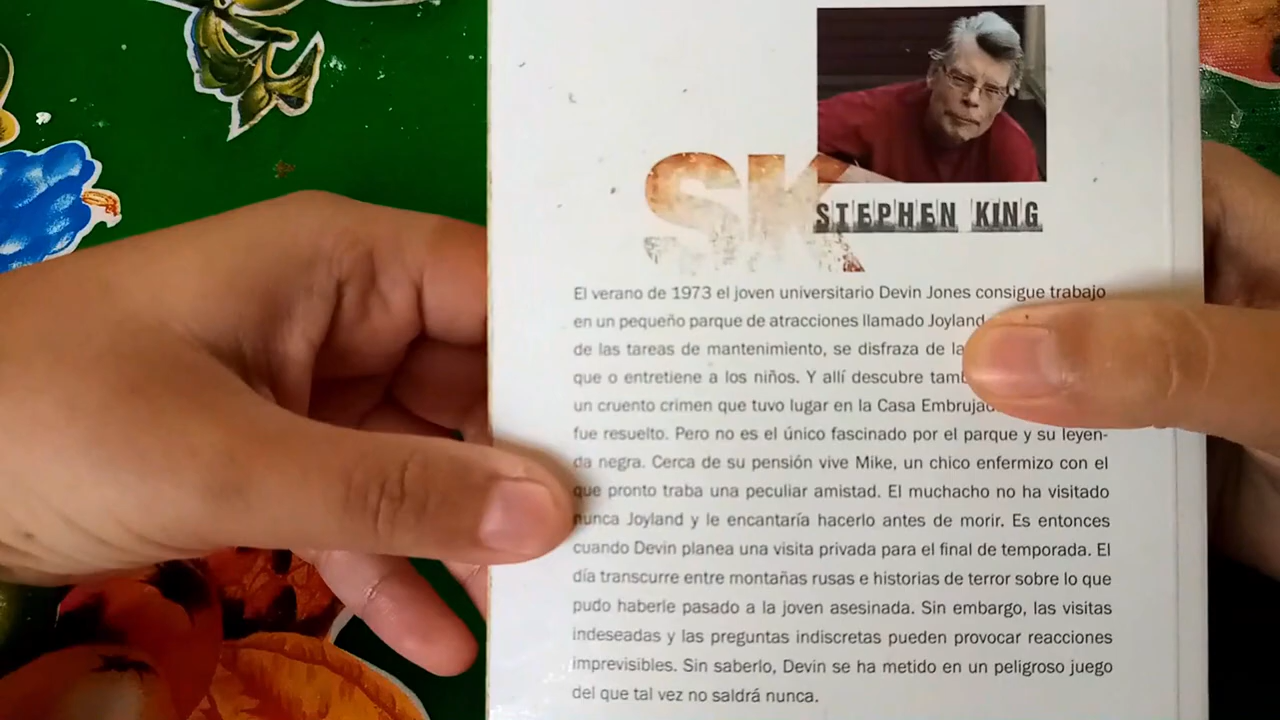 SK
STEPHEN KING
El verano de 1973 el joven universitario Devin Jones consigue trabajo
en un pequeño parque de atracciones llamado Joyland
de las tareas de mantenimiento, se disfraza de
que o entretiene a los niños. Y allí descubre
un cruento crimen que tuvo lugar en la Casa
fue resuelto. Pero no es el único fascinado por el parque y su leyen-
da negra. Cerca de su pensión vive Mike, un chico enfermizo con el
que pronto traba una peculiar amistad. El muchacho no ha visitado
nunca Joyland y le encantaría hacerlo antes de morir. Es entonces
cuando Devin planea una visita privada para el final de temporada. El
día transcurre entre montañas rusas e historias de terror sobre lo que
pudo haberle pasado a la joven asesinada. Sin embargo, las visitas
indeseadas y las preguntas indiscretas pueden provocar reacciones
imprevisibles. Sin saberlo, Devin se ha metido en un peligroso juego
del que tal vez no saldrá nunca.